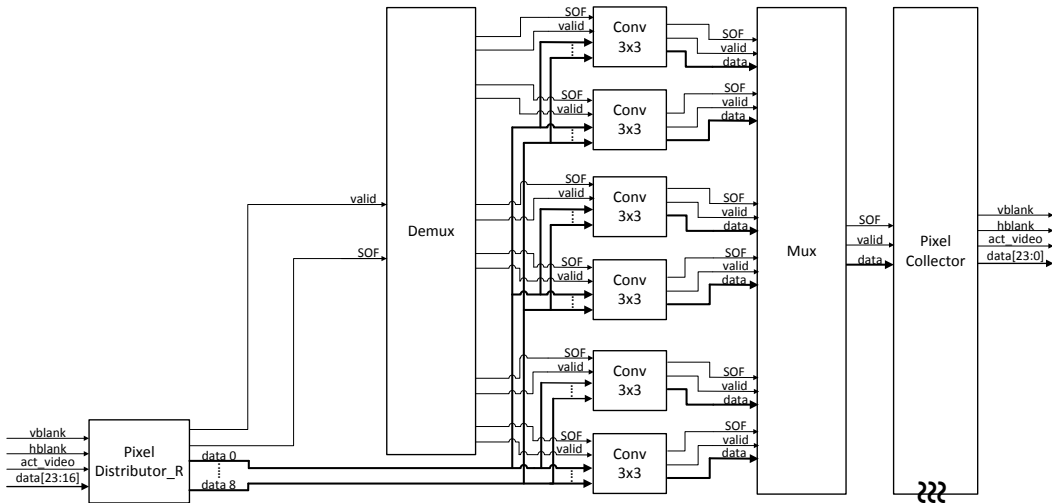 SOF
valid
Conv
3x3
SOF
valid
data
SOF
valid
Conv
3x3
SOF
valid
data
valid
SOF
Demux
SOF
valid
Conv
3x3
SOF
valid
data
SOF
valid
Conv
3x3
SOF
valid
data
Mux
SOF
valid
data
Pixel
Collector
vblank
hblank
act_video
data[23:0]
SOF
valid
Conv
3x3
SOF
valid
data
SOF
valid
Conv
3x3
SOF
valid
data
vblank
hblank
act_video
data[23:16]
Pixel
Distributor_R
data 0
data 8